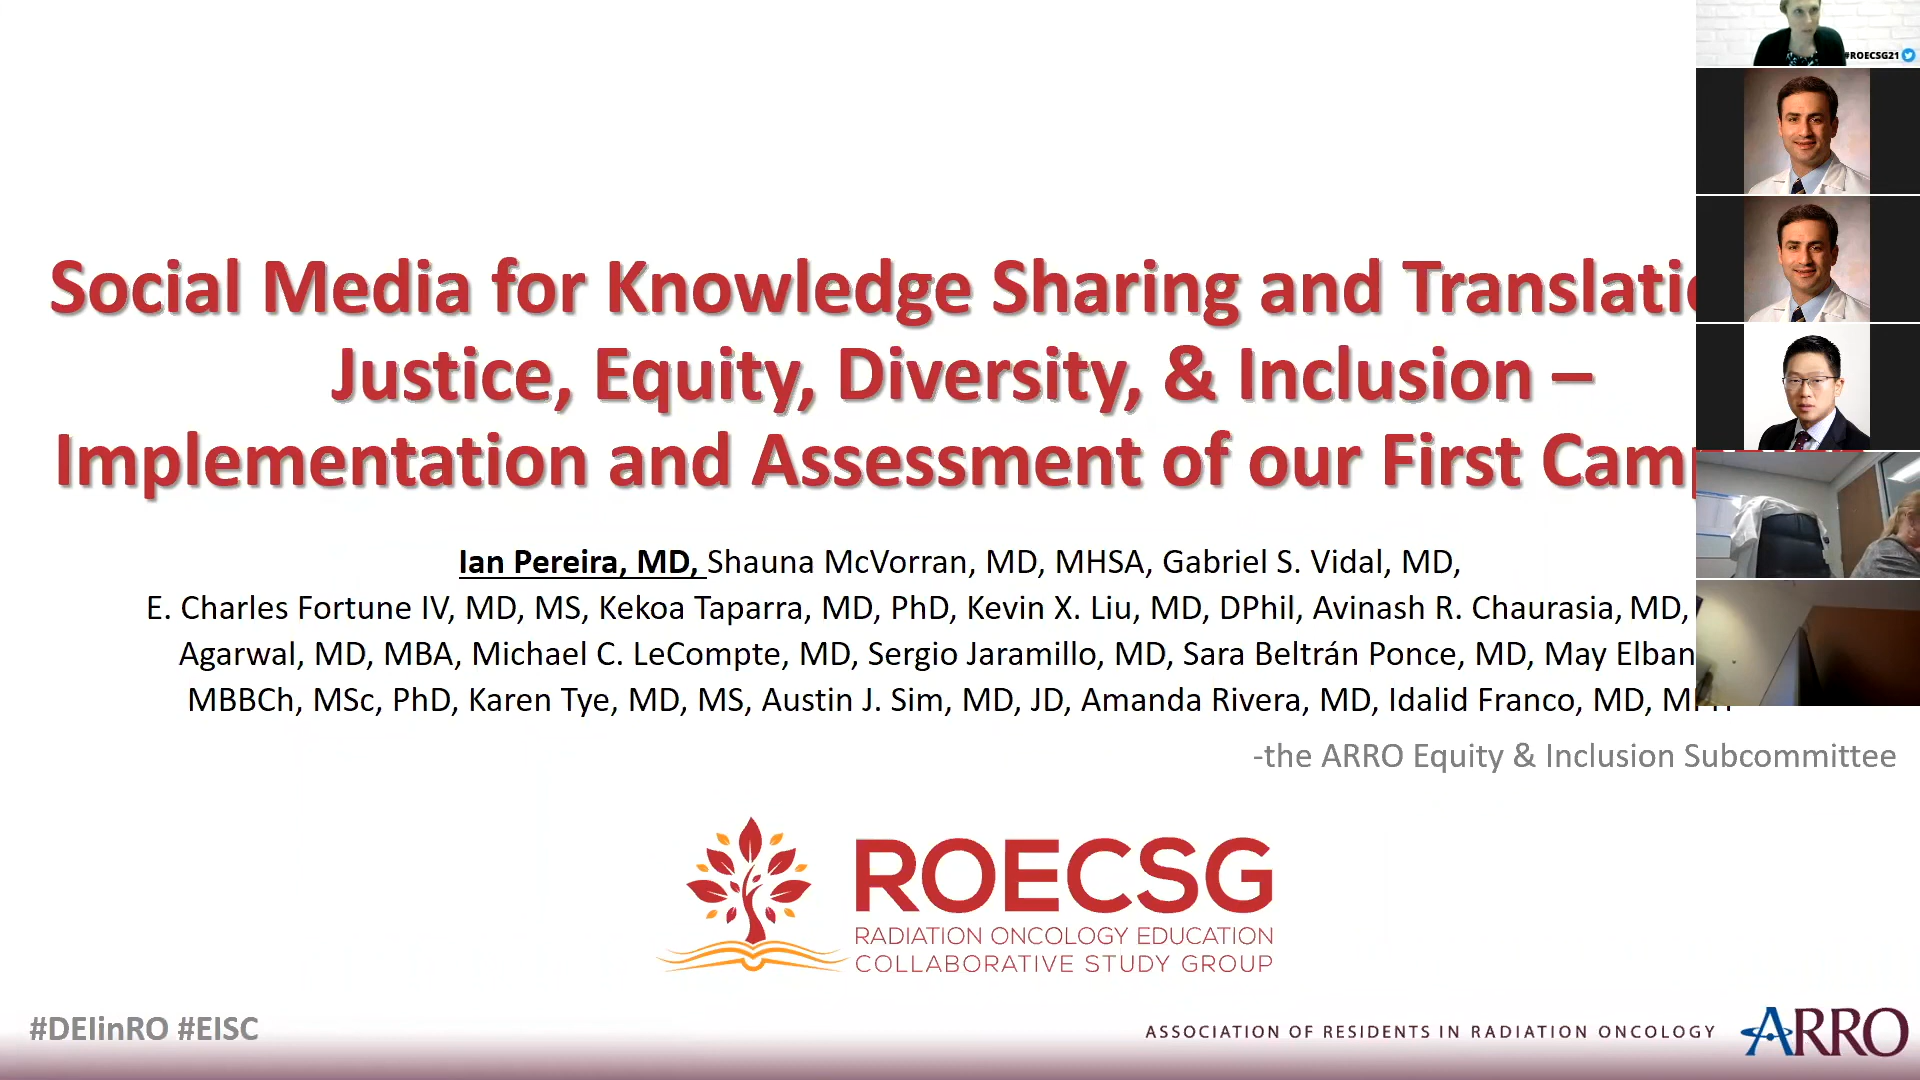 #ROECSG21
Social Media for Knowledge Sharing and
Justice, Equity, Diversity, & Inclusion –
Implementation and Assessment of our First
Ian Pereira, MD, Shauna McVorran, MD, MHSA, Gabriel S. Vidal, MD,
E. Charles Fortune IV, MD, MS, Kekoa Taparra, MD, PhD, Kevin X. Liu, MD, DPhil, Avinash R. Chaurasia, MD,
Agarwal, MD, MBA, Michael C. LeCompte, MD, Sergio Jaramillo, MD, Sara Beltrán Ponce, MD, May
MBBCh, MSc, PhD, Karen Tye, MD, MS, Austin J. Sim, MD, JD, Amanda Rivera, MD, Idalid Franco, MD,
-the ARRO Equity & Inclusion Subcommittee
ROECSG
RADIATION ONCOLOGY EDUCATION
COLLABORATIVE STUDY GROUP
#DEIinRO #EISC
ASSOCIATION OF RESIDENTS IN RADIATION ONCOLOGY
ARRO